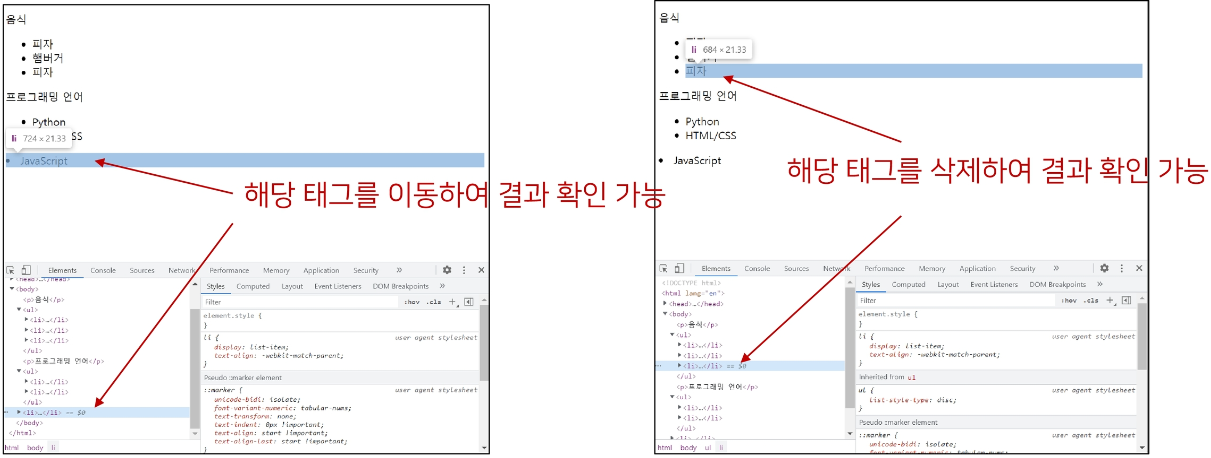 음식
피자
햄버거
피자
프로그래밍 언어
Python
SS
li 724 × 21.33
JavaScript
해당 태그를 이동하여 결과 확인 가능
Elements Console Sources Network Performance Memory Application Security »
<head>…</head>
▼<body>
<p>음식</p>
▼<ul>
▶<li>…</li>
▶<li>…</li>
▶<li>…</li>
</ul>
<p>프로그래밍 언어</p>
▼<ul>
▶<li>…</li>
▶<li>…</li>
</ul>
▶<li>…</li> == $0
</body>
</html>
html body li
Styles Computed Layout Event Listeners DOM Breakpoints »
Filter :hov .cls +
element.style {
}
li { user agent stylesheet
display: list-item;
text-align: -webkit-match-parent;
}
Pseudo ::marker element
::marker { user agent stylesheet
unicode-bidi: isolate;
font-variant-numeric: tabular-nums;
text-transform: none;
text-indent: 0px !important;
text-align: start !important;
text-align-last: start !important;
}
음식
li 684 × 21.33
피자
프로그래밍 언어
Python
HTML/CSS
JavaScript
해당 태그를 삭제하여 결과 확인 가능
Elements Console Sources Network Performance Memory Application Security »
<!DOCTYPE html>
<html lang="en">
▶<head>…</head>
▼<body>
<p>음식</p>
▼<ul>
▶<li>…</li>
▶<li>…</li>
▶<li>…</li> == $0
</ul>
<p>프로그래밍 언어</p>
▼<ul>
▶<li>…</li>
▶<li>…</li>
</ul>
▶<li>…</li>
html body ul li
Styles Computed Layout Event Listeners DOM Breakpoints »
Filter :hov .cls +
element.style {
}
li { user agent stylesheet
display: list-item;
text-align: -webkit-match-parent;
}
Inherited from ul
ul { user agent stylesheet
list-style-type: disc;
}
Pseudo ::marker element
::marker { user agent stylesheet
unicode-bidi: isolate;